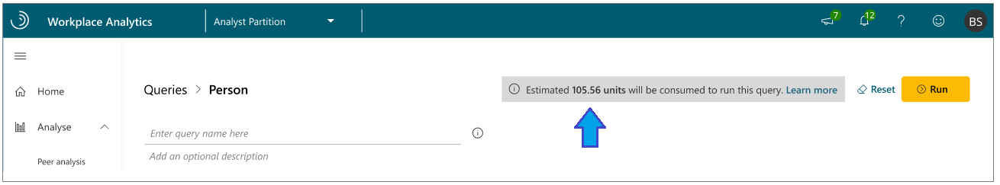 Workplace Analytics
Analyst Partition
7
12
?
BS
Home
Queries > Person
Estimated 105.56 units will be consumed to run this query. Learn more
Reset
Run
Analyse
Enter query name here
Add an optional description
Peer analysis